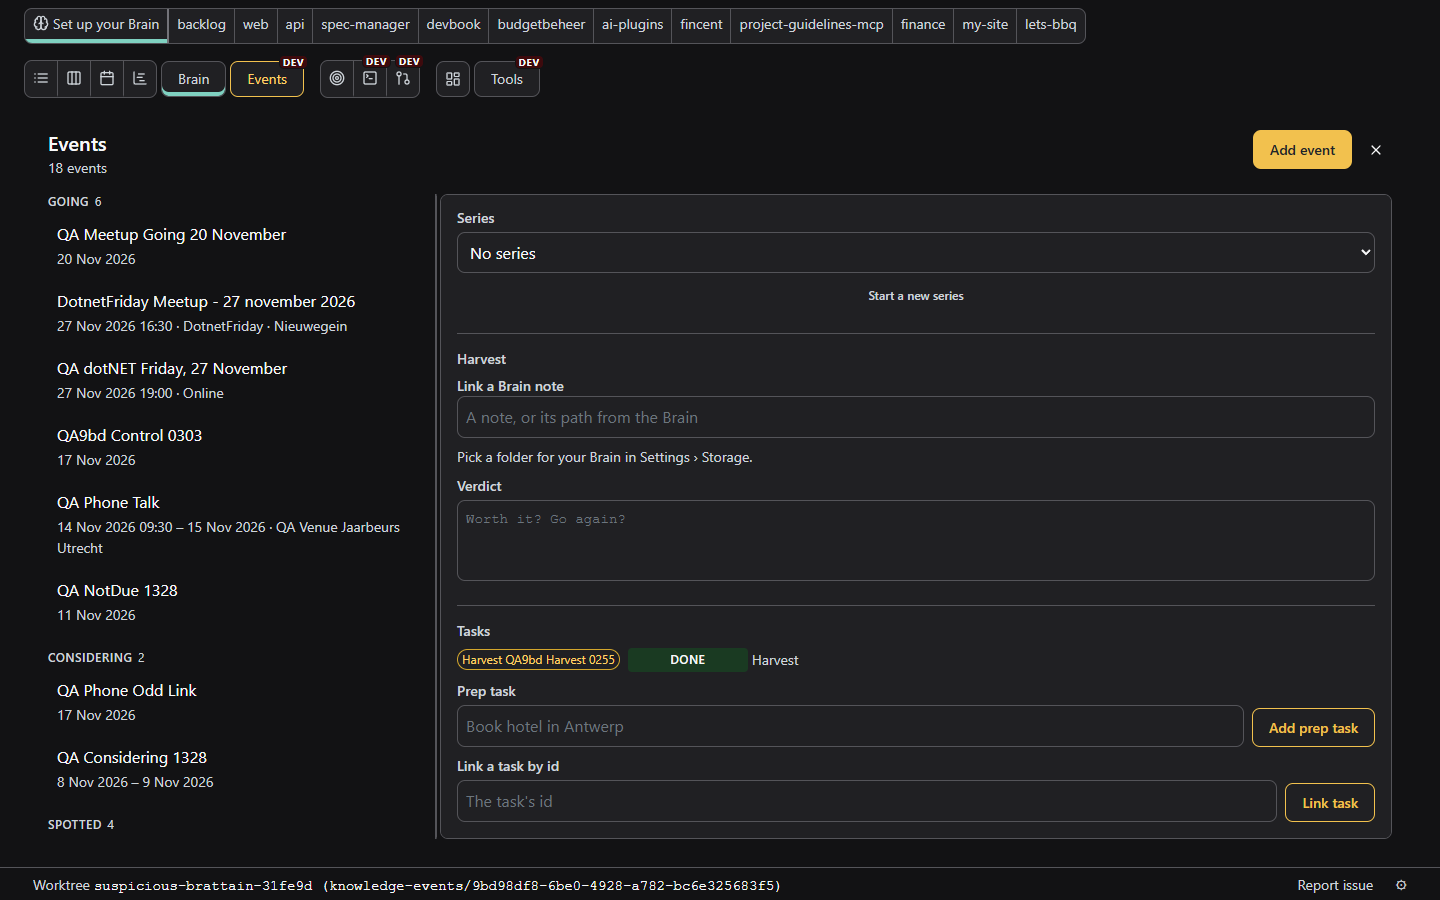 Set up your Brain
backlog
web
api
spec-manager
devbook
budgetbeheer
ai-plugins
fincent
project-guidelines-mcp
finance
my-site
lets-bbq
Brain
Events
DEV
DEV
DEV
Tools
DEV
Events
18 events
Add event
GOING 6
QA Meetup Going 20 November
20 Nov 2026
DotnetFriday Meetup - 27 november 2026
27 Nov 2026 16:30 · DotnetFriday · Nieuwegein
QA dotNET Friday, 27 November
27 Nov 2026 19:00 · Online
QA9bd Control 0303
17 Nov 2026
QA Phone Talk
14 Nov 2026 09:30 – 15 Nov 2026 · QA Venue Jaarbeurs
Utrecht
QA NotDue 1328
11 Nov 2026
CONSIDERING 2
QA Phone Odd Link
17 Nov 2026
QA Considering 1328
8 Nov 2026 – 9 Nov 2026
SPOTTED 4
Series
No series
Start a new series
Harvest
Link a Brain note
A note, or its path from the Brain
Pick a folder for your Brain in Settings › Storage.
Verdict
Worth it? Go again?
Tasks
Harvest QA9bd Harvest 0255
DONE
Harvest
Prep task
Book hotel in Antwerp
Add prep task
Link a task by id
The task's id
Link task
Worktree suspicious-brattain-31fe9d (knowledge-events/9bd98df8-6be0-4928-a782-bc6e325683f5)
Report issue